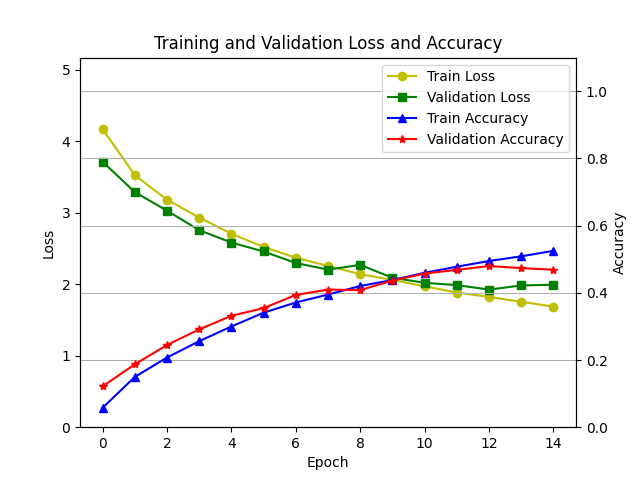 Training and Validation Loss and Accuracy
Train Loss
Validation Loss
Train Accuracy
Validation Accuracy
5
4
3
2
1
0
Loss
1.0
0.8
0.6
0.4
0.2
0.0
Accuracy
0 2 4 6 8 10 12 14
Epoch